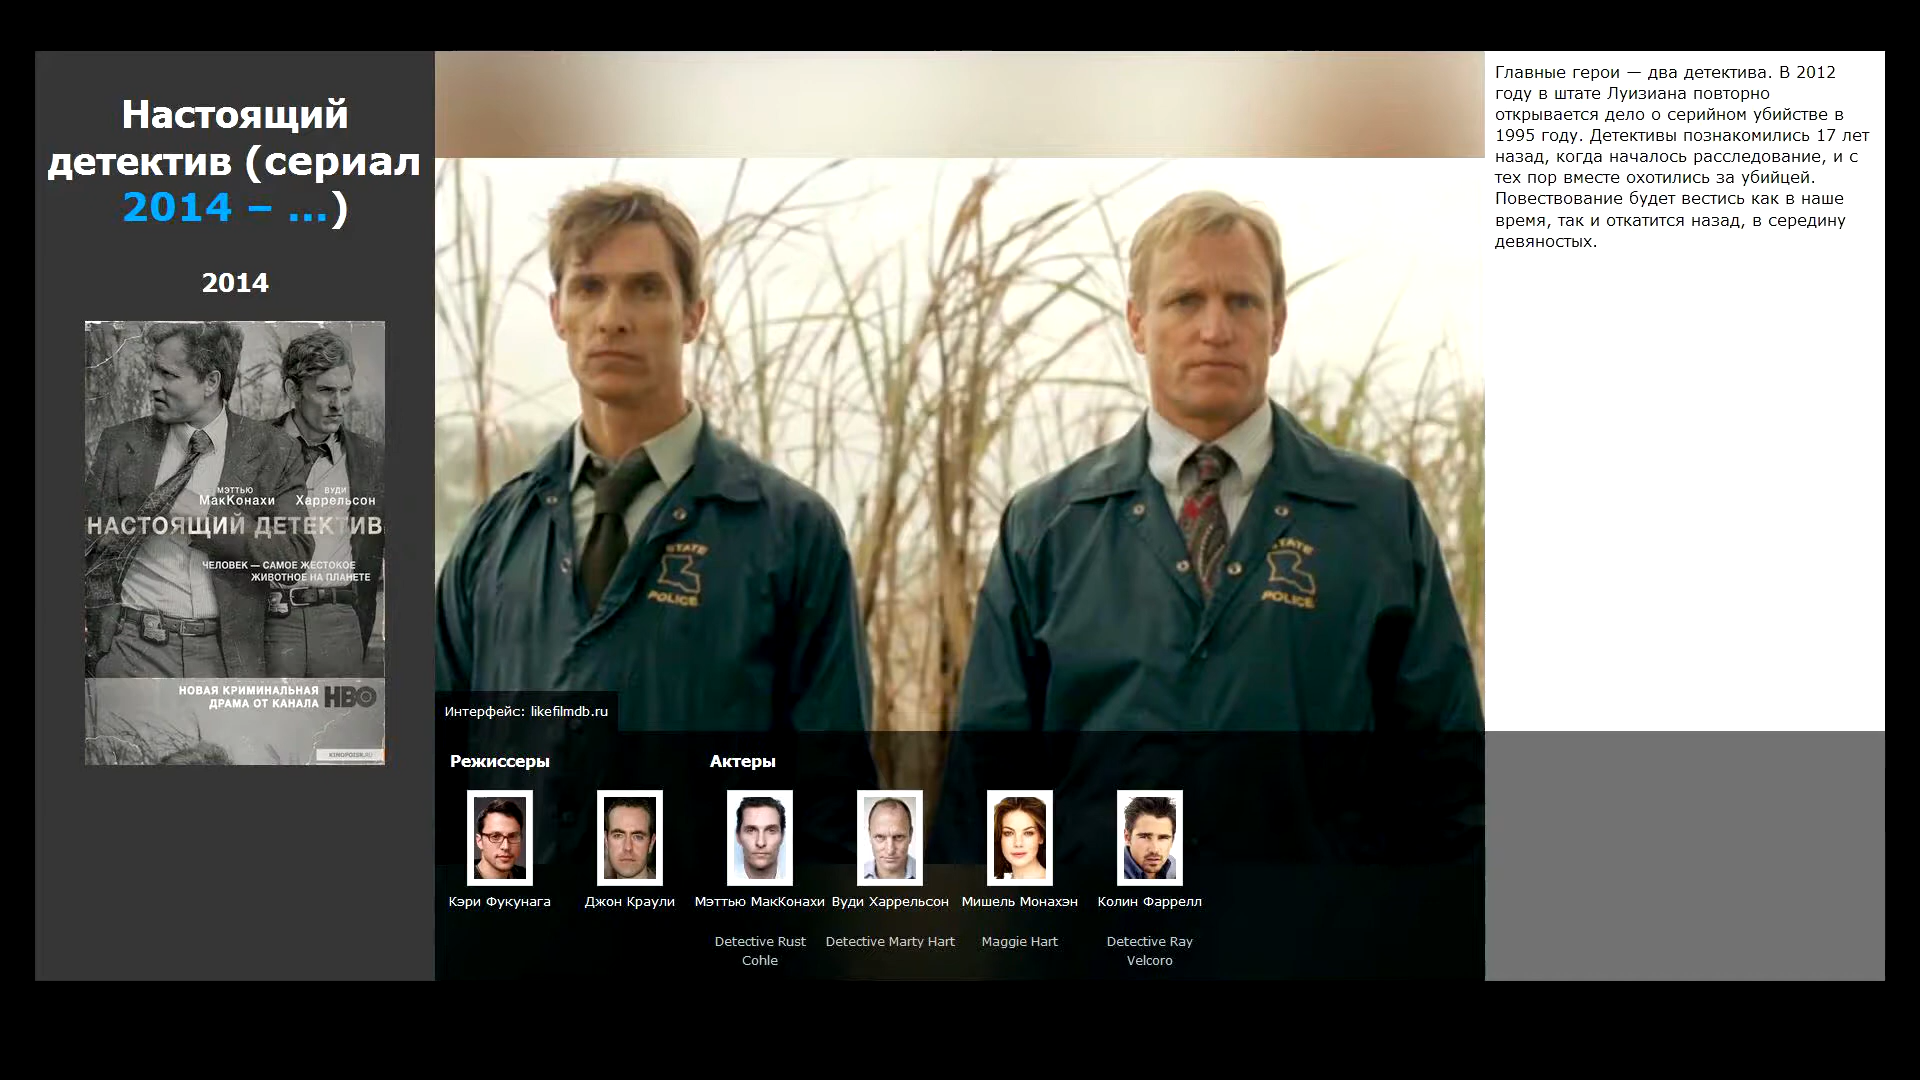 Настоящий
детектив (сериал
2014 – ...)
2014
МЭТТЬЮ
МакКонахи
ВУДИ
Харрельсон
НАСТОЯЩИЙ ДЕТЕКТИВ
ЧЕЛОВЕК — САМОЕ ЖЕСТОКОЕ
ЖИВОТНОЕ НА ПЛАНЕТЕ
НОВАЯ КРИМИНАЛЬНАЯ
ДРАМА ОТ КАНАЛА
HBO
KINOPOISK.RU
STATE
POLICE
STATE
POLICE
Интерфейс: likefilmdb.ru
Режиссеры
Актеры
Кэри Фукунага
Джон Краули
Мэттью МакКонахи
Вуди Харрельсон
Мишель Монахэн
Колин Фаррелл
Detective Rust
Cohle
Detective Marty Hart
Maggie Hart
Detective Ray
Velcoro
Главные герои — два детектива. В 2012
году в штате Луизиана повторно
открывается дело о серийном убийстве в
1995 году. Детективы познакомились 17 лет
назад, когда началось расследование, и с
тех пор вместе охотились за убийцей.
Повествование будет вестись как в наше
время, так и откатится назад, в середину
девяностых.